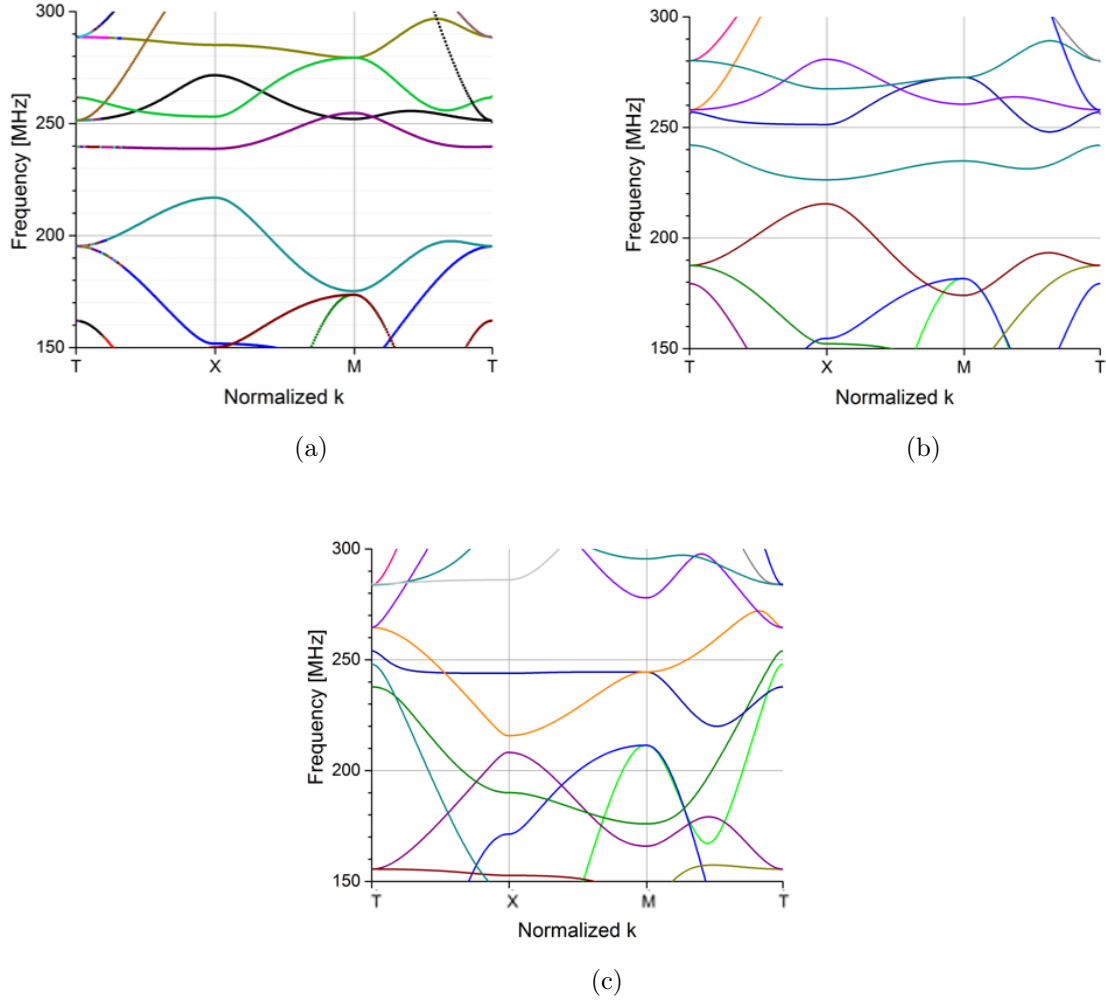 300
250
200
150
Frequency [MHz]
T X M T
Normalized k
(a)
300
250
200
150
Frequency [MHz]
T X M T
Normalized k
(b)
300
250
200
150
Frequency [MHz]
T X M T
Normalized k
(c)